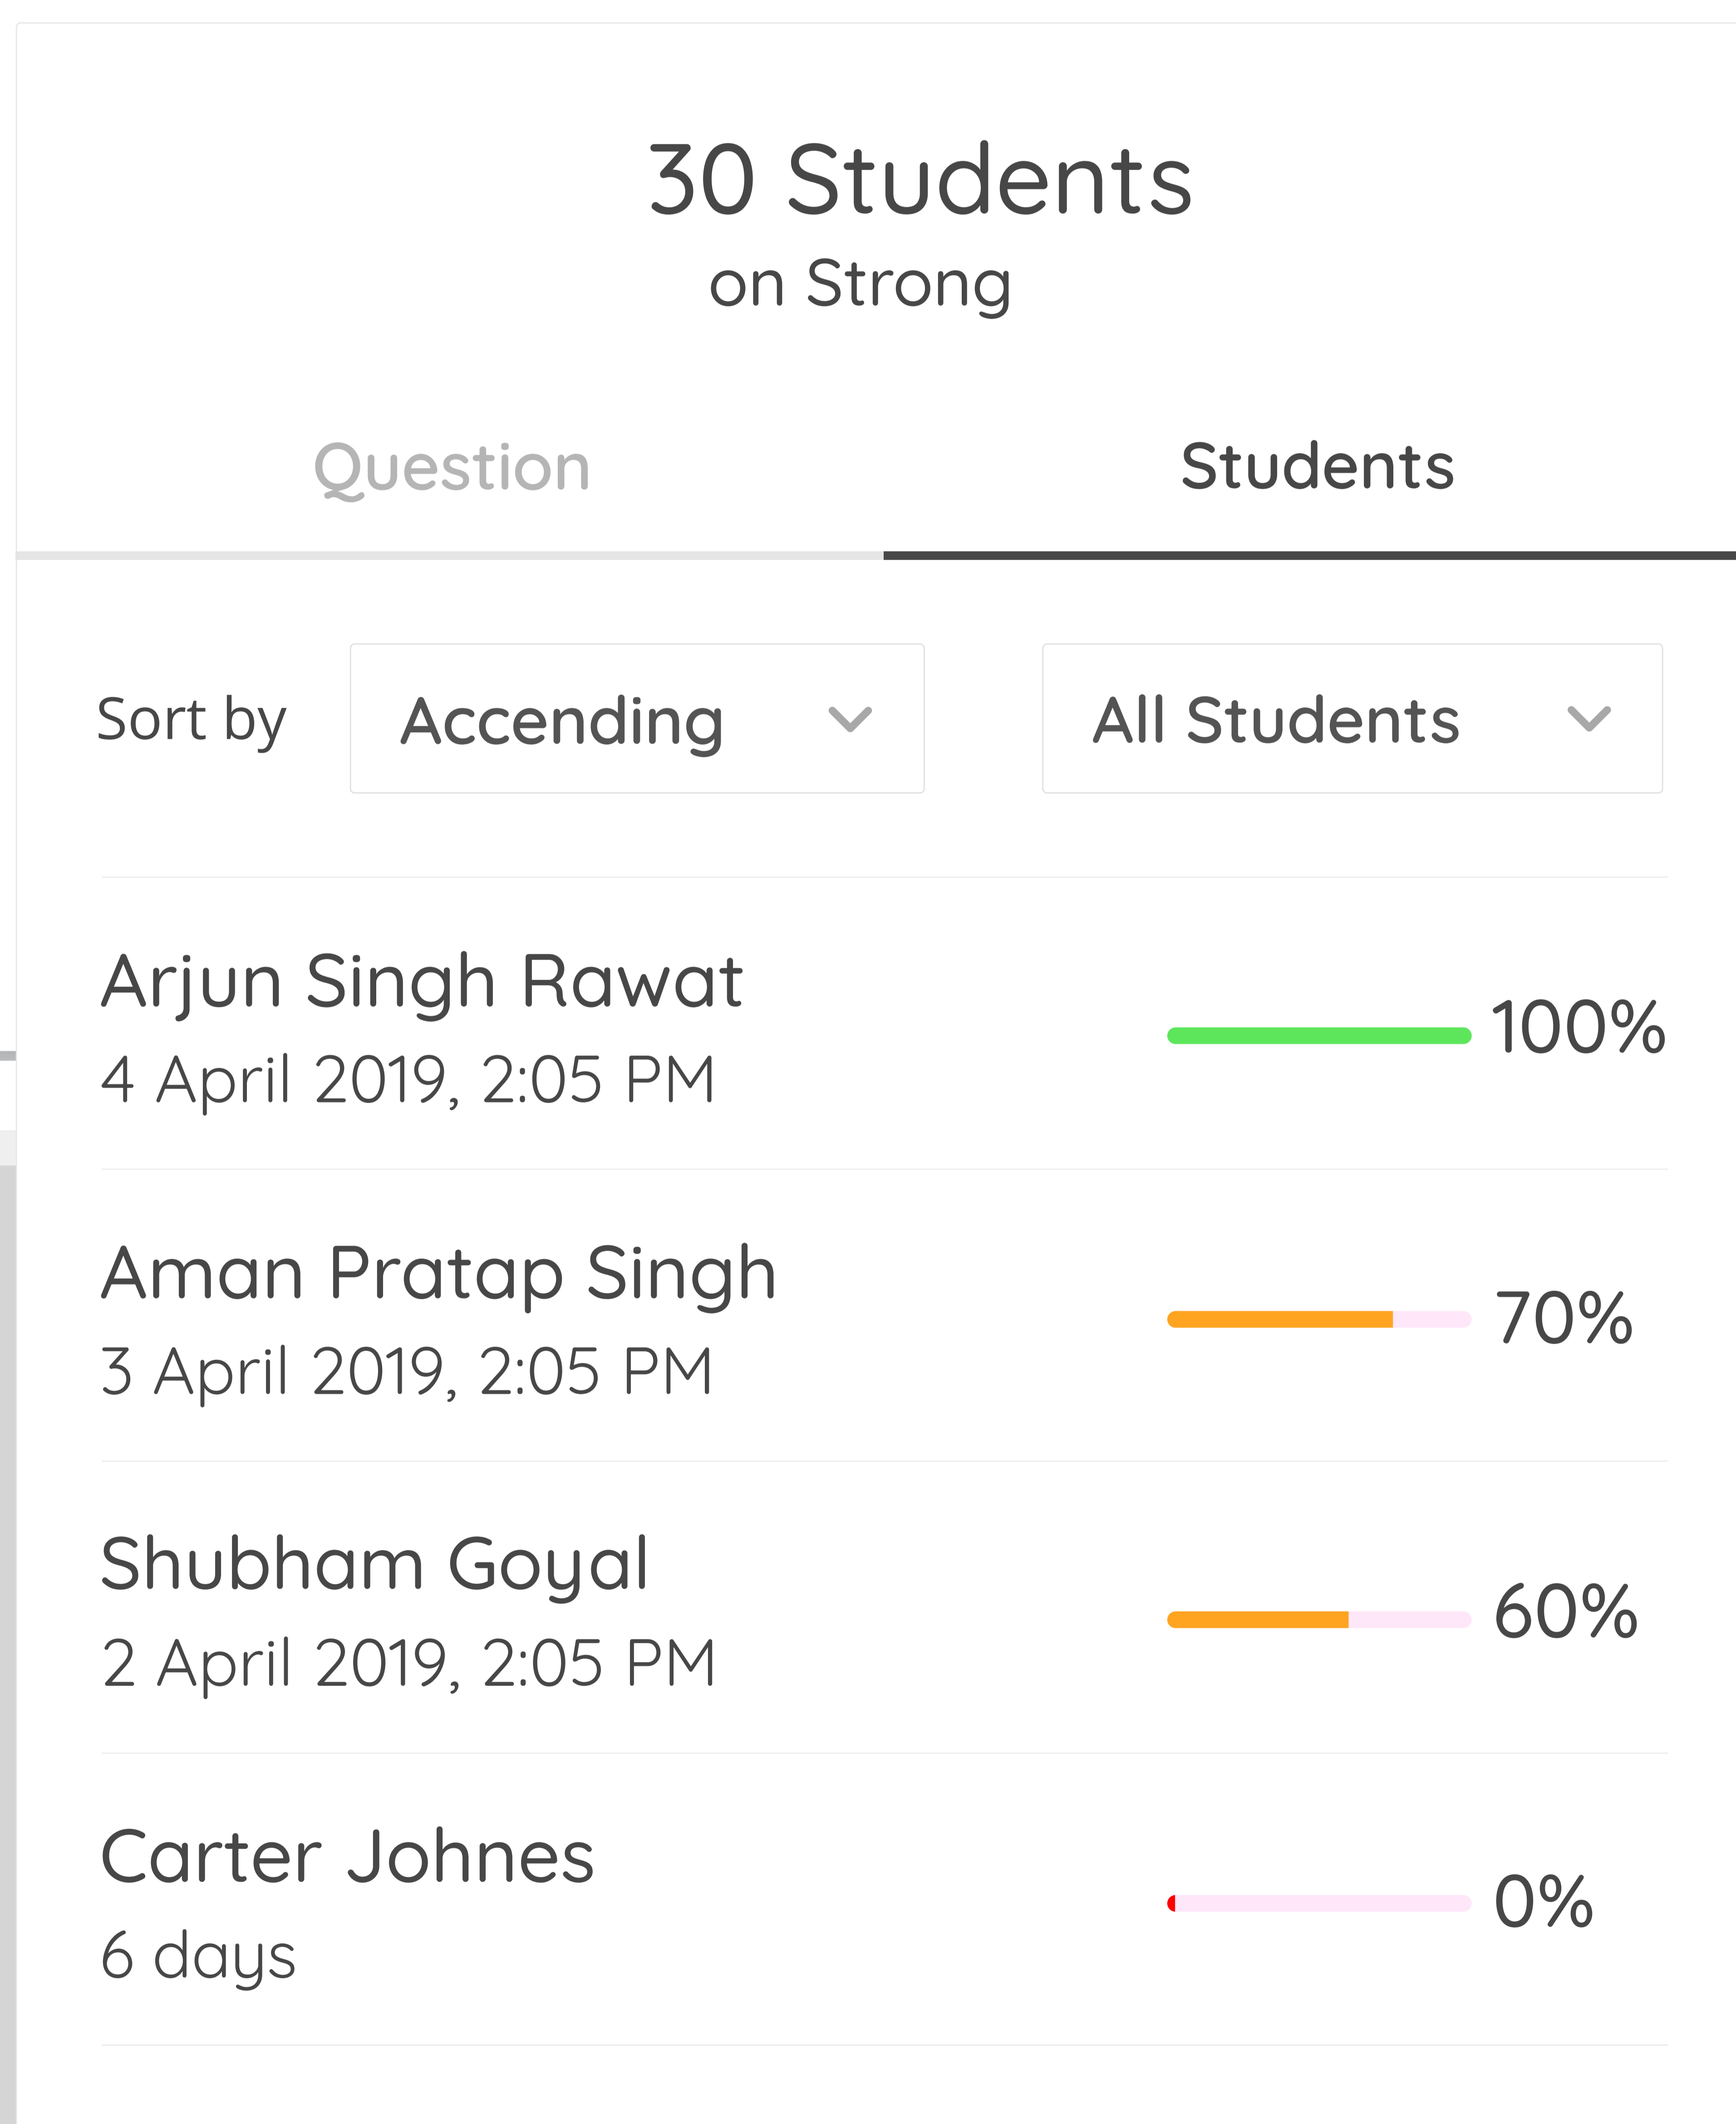 30 Students
on Strong
Question Students
Sort by Accending All Students
Arjun Singh Rawat
4 April 2019, 2:05 PM
100%
Aman Pratap Singh
3 April 2019, 2:05 PM
70%
Shubham Goyal
2 April 2019, 2:05 PM
60%
Carter Johnes
6 days
0%